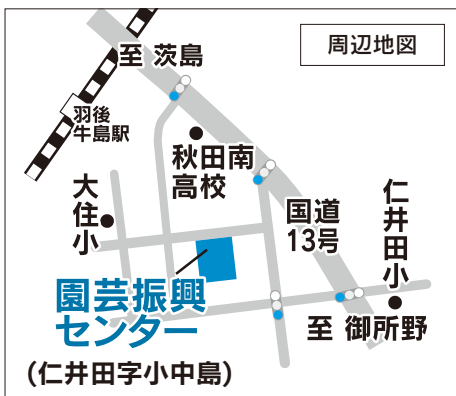 周辺地図
至 茨島
羽後
牛島駅
秋田南
高校
大住小
国道
13号
仁井田小
園芸振興
センター
至 御所野
(仁井田字小中島)